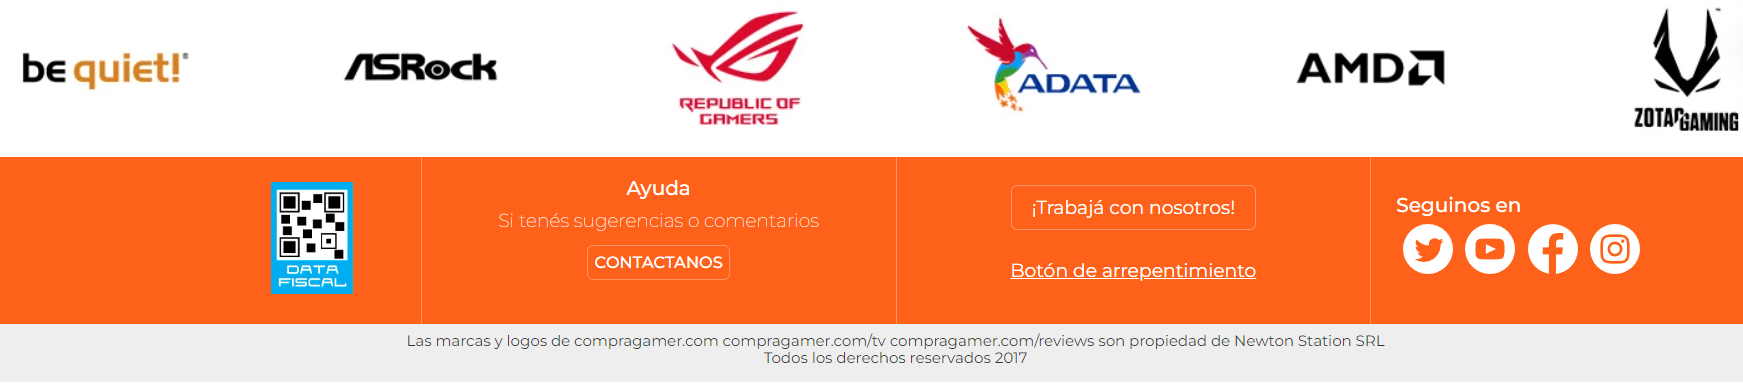 be quiet!®
ASRock
REPUBLIC OF
GAMERS
ADATA
AMD
ZOTAC GAMING
DATA
FISCAL
Ayuda
Si tenés sugerencias o comentarios
CONTACTANOS
¡Trabajá con nosotros!
Botón de arrepentimiento
Seguinos en
Las marcas y logos de compragamer.com compragamer.com/tv compragamer.com/reviews son propiedad de Newton Station SRL
Todos los derechos reservados 2017